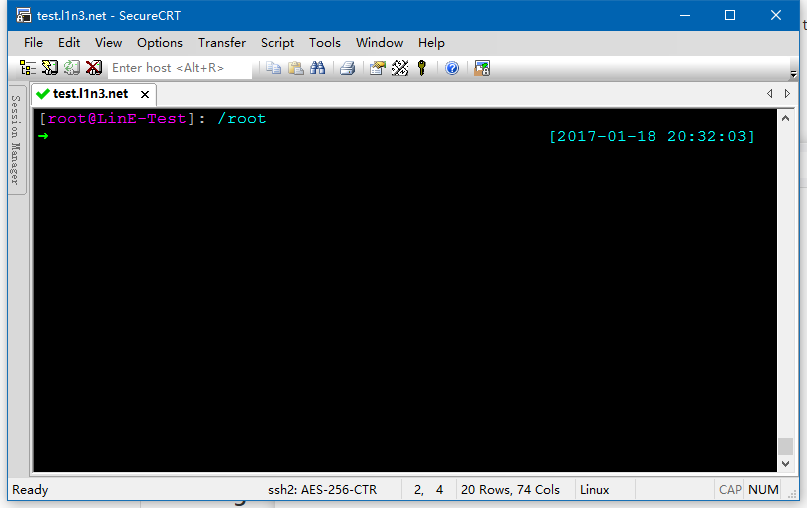 test.l1n3.net - SecureCRT
File Edit View Options Transfer Script Tools Window Help
Enter host <Alt+R>
Session Manager
test.l1n3.net
[root@LinE-Test]: /root
➜ [2017-01-18 20:32:03]
Ready ssh2: AES-256-CTR 2, 4 20 Rows, 74 Cols Linux CAP NUM